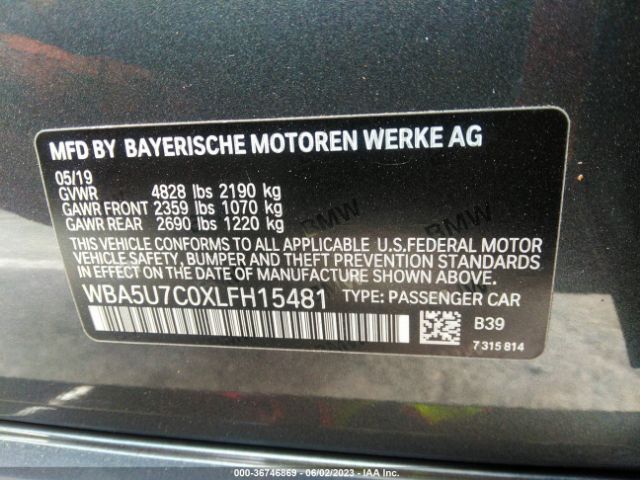 MFD BY BAYERISCHE MOTOREN WERKE AG
05/19
GVWR 4828 lbs 2190 kg
GAWR FRONT 2359 lbs 1070 kg
GAWR REAR 2690 lbs 1220 kg
THIS VEHICLE CONFORMS TO ALL APPLICABLE U.S.FEDERAL MOTOR
VEHICLE SAFETY, BUMPER AND THEFT PREVENTION STANDARDS
IN EFFECT ON THE DATE OF MANUFACTURE SHOWN ABOVE.
WBA5U7C0XLFH15481 TYPE: PASSENGER CAR
B39
7 315 814
BMW
000-36746869 - 06/02/2023 - IAA Inc.